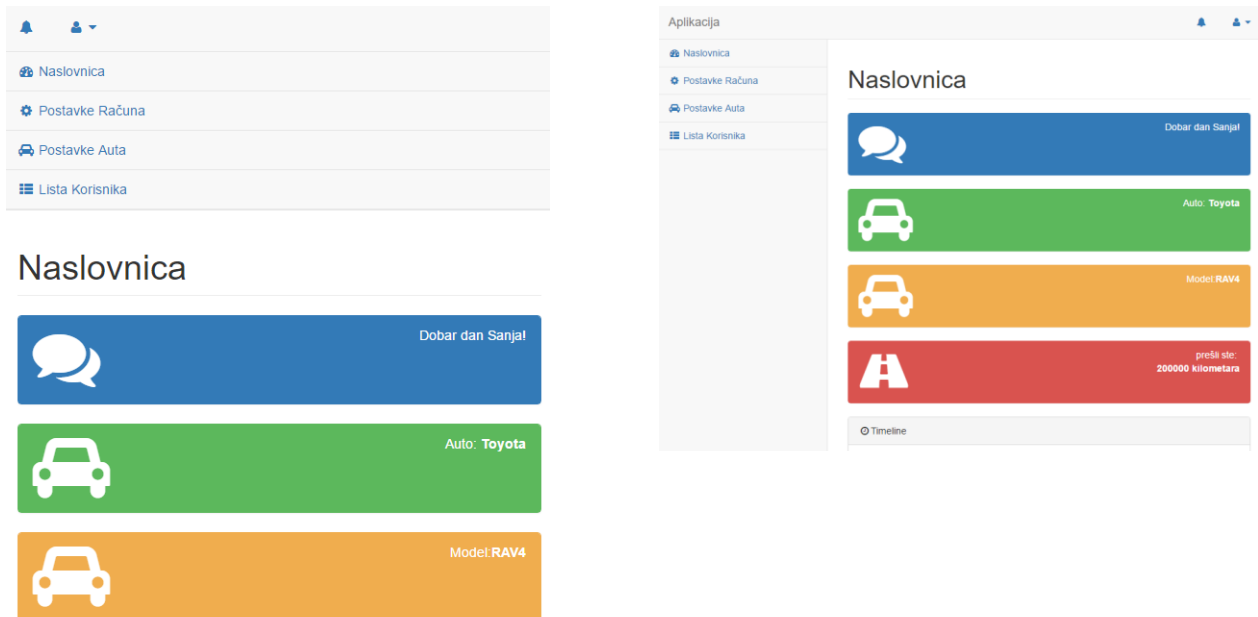 Naslovnica
Postavke Računa
Postavke Auta
Lista Korisnika
Naslovnica
Dobar dan Sanja!
Auto: Toyota
Model:RAV4
Aplikacija
Naslovnica
Postavke Računa
Postavke Auta
Lista Korisnika
Naslovnica
Dobar dan Sanja!
Auto: Toyota
Model:RAV4
prešli ste:
200000 kilometara
Timeline